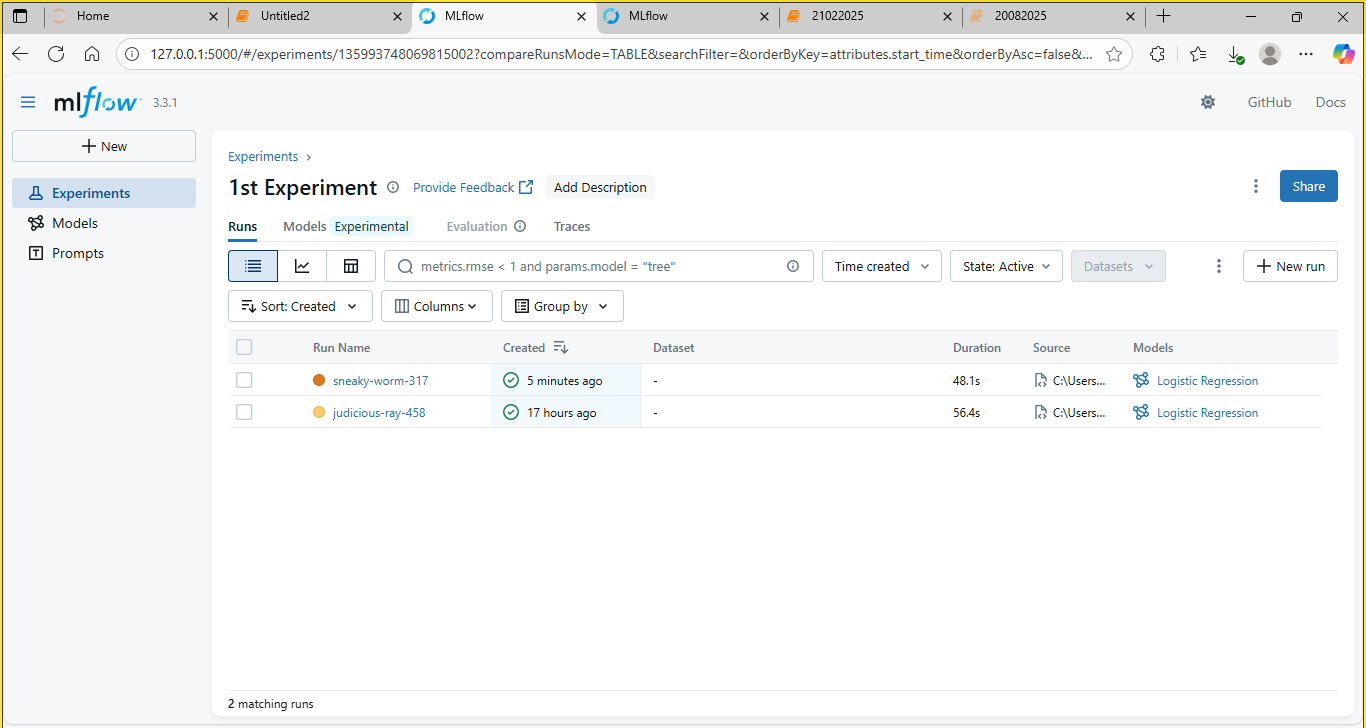 Home
Untitled2
MLflow
MLflow
21022025
20082025
127.0.0.1:5000/#/experiments/135993748069815002?compareRunsMode=TABLE&searchFilter=&orderByKey=attributes.start_time&orderByAsc=false&...
mlflow 3.3.1
GitHub Docs
New
Experiments
Models
Prompts
Experiments
1st Experiment Provide Feedback Add Description
Share
Runs Models Experimental Evaluation Traces
metrics.rmse < 1 and params.model = "tree" Time created State: Active Datasets New run
Sort: Created Columns Group by
Run Name Created Dataset Duration Source Models
sneaky-worm-317 5 minutes ago - 48.1s C:\Users... Logistic Regression
judicious-ray-458 17 hours ago - 56.4s C:\Users... Logistic Regression
2 matching runs